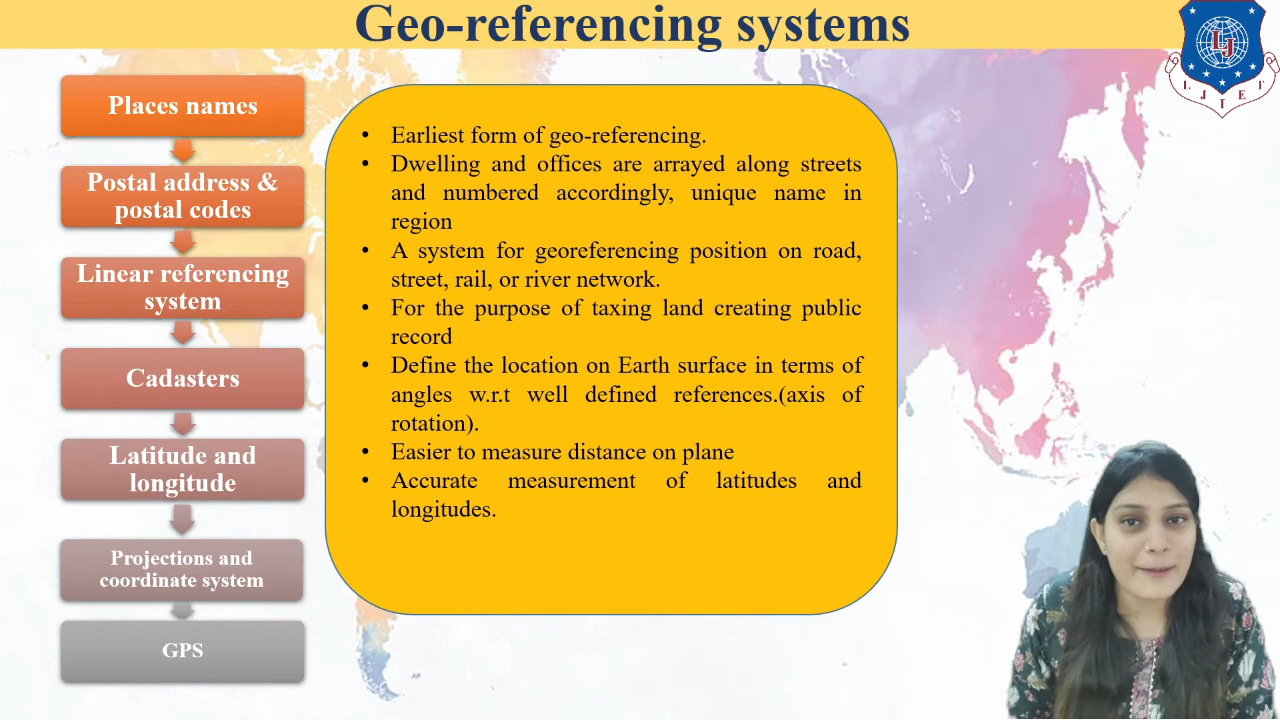 Geo-referencing systems
LJ
L J I E T
Places names
Postal address &
postal codes
Linear referencing
system
Cadasters
Latitude and
longitude
Projections and
coordinate system
GPS
• Earliest form of geo-referencing.
• Dwelling and offices are arrayed along streets
and numbered accordingly, unique name in
region
• A system for georeferencing position on road,
street, rail, or river network.
• For the purpose of taxing land creating public
record
• Define the location on Earth surface in terms of
angles w.r.t well defined references.(axis of
rotation).
• Easier to measure distance on plane
• Accurate measurement of latitudes and
longitudes.